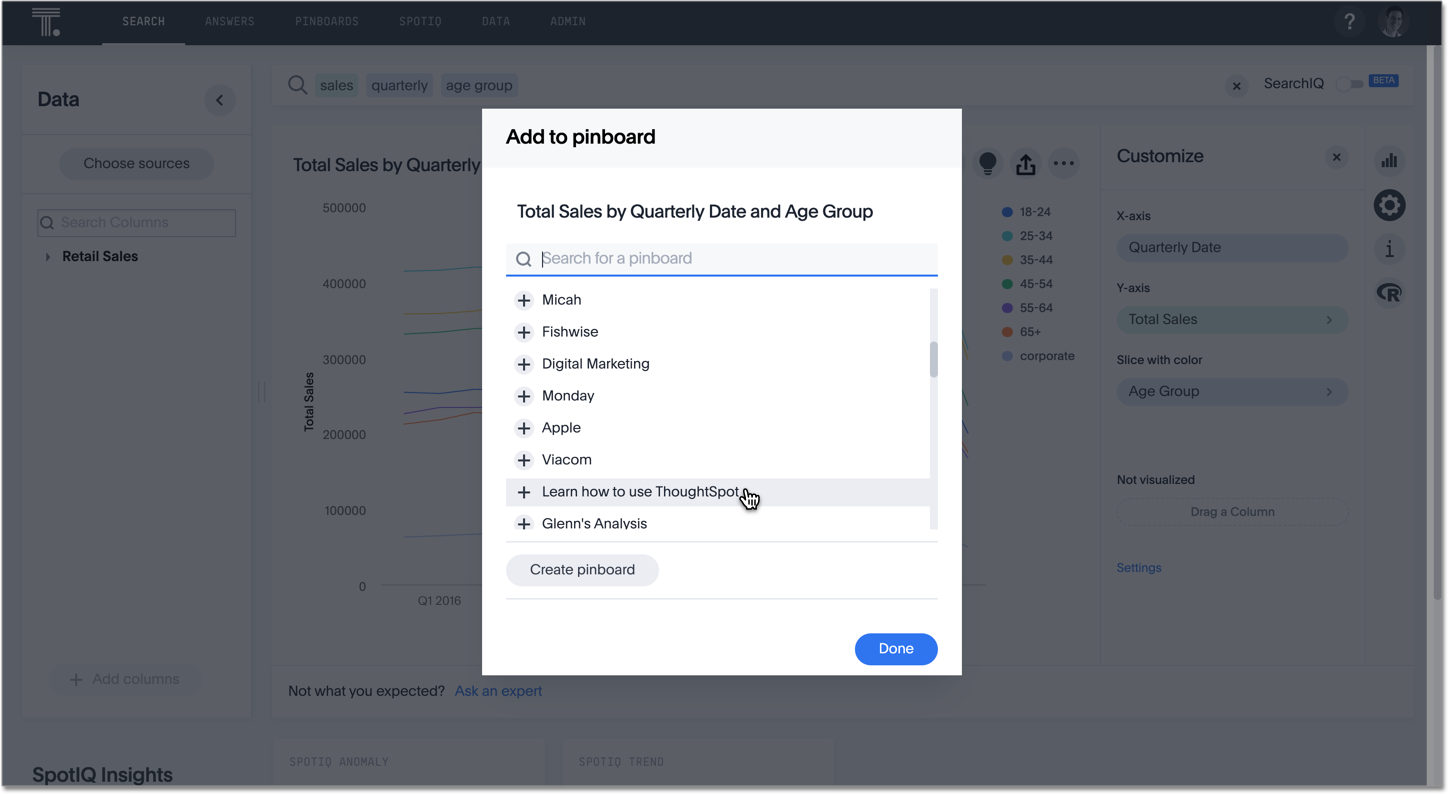 SEARCH ANSWERS PINBOARDS SPOTIQ DATA ADMIN ?
Data
Choose sources
Search Columns
Retail Sales
Add columns
sales quarterly age group
SearchIQ BETA
Total Sales by Quarterly
500000
400000
300000
200000
100000
0
Total Sales
Q1 2016
18-24
25-34
35-44
45-54
55-64
65+
corporate
Add to pinboard
Total Sales by Quarterly Date and Age Group
Search for a pinboard
Micah
Fishwise
Digital Marketing
Monday
Apple
Viacom
Learn how to use ThoughtSpot
Glenn's Analysis
Create pinboard
Done
Customize
X-axis
Quarterly Date
Y-axis
Total Sales
Slice with color
Age Group
Not visualized
Drag a Column
Settings
Not what you expected? Ask an expert
SpotIQ Insights
SPOTIQ ANOMALY
SPOTIQ TREND